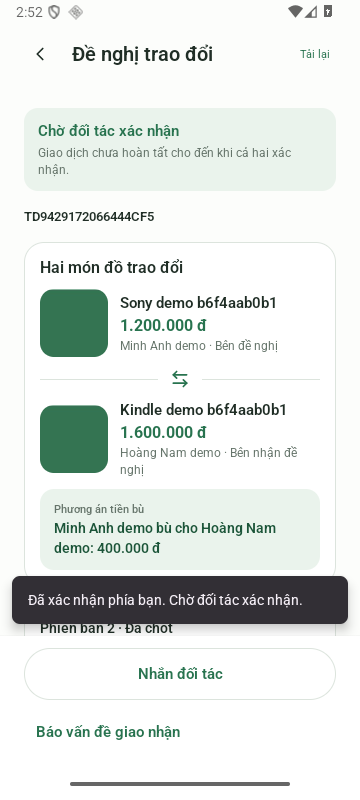 2:52
Đề nghị trao đổi
Tải lại
Chờ đối tác xác nhận
Giao dịch chưa hoàn tất cho đến khi cả hai xác
nhận.
TD9429172066444CF5
Hai món đồ trao đổi
Sony demo b6f4aab0b1
1.200.000 đ
Minh Anh demo · Bên đề nghị
Kindle demo b6f4aab0b1
1.600.000 đ
Hoàng Nam demo · Bên nhận đề
nghị
Phương án tiền bù
Minh Anh demo bù cho Hoàng Nam
demo: 400.000 đ
Đã xác nhận phía bạn. Chờ đối tác xác nhận.
Phiên bản 2 · Đã chốt
Nhắn đối tác
Báo vấn đề giao nhận